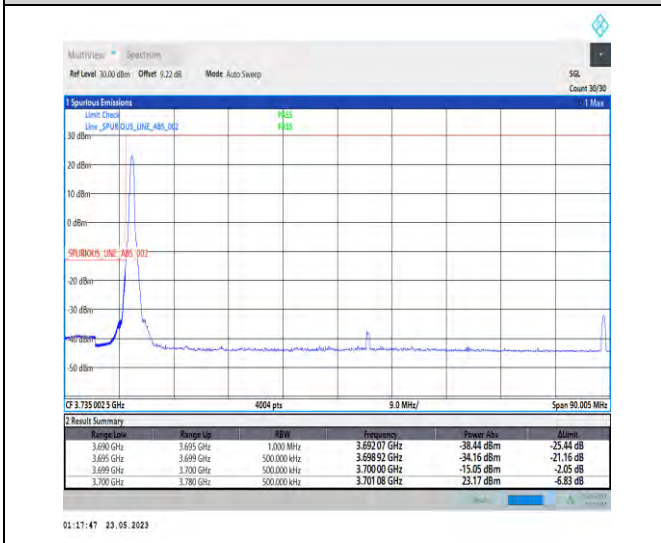 MultiView Spectrum
Ref Level 30.00 dBm Offset 9.22 dB Mode Auto Sweep SGL
Count 30/30
1 Spurious Emissions 1 Max
Limit Check PASS
Line _SPURIOUS_LINE_ABS_002 PASS
30 dBm
20 dBm
10 dBm
0 dBm
SPURIOUS_LINE_ABS_002
-20 dBm
-30 dBm
-40 dBm
-50 dBm
CF 3.735 002 5 GHz 4004 pts 9.0 MHz/ Span 90.005 MHz
2 Result Summary
Range Low Range Up RBW Frequency Power Abs ΔLimit
3.690 GHz 3.695 GHz 1.000 MHz 3.692 07 GHz -38.44 dBm -25.44 dB
3.695 GHz 3.699 GHz 500.000 kHz 3.698 92 GHz -34.16 dBm -21.16 dB
3.699 GHz 3.700 GHz 500.000 kHz 3.700 00 GHz -15.05 dBm -2.05 dB
3.700 GHz 3.780 GHz 500.000 kHz 3.701 08 GHz 23.17 dBm -6.83 dB
01:17:47 23.05.2023